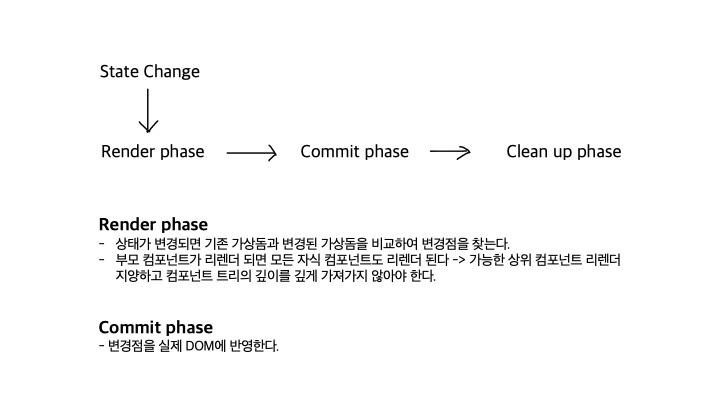 State Change
Render phase
Commit phase
Clean up phase
Render phase
- 상태가 변경되면 기존 가상돔과 변경된 가상돔을 비교하여 변경점을 찾는다.
- 부모 컴포넌트가 리렌더 되면 모든 자식 컴포넌트도 리렌더 된다 -> 가능한 상위 컴포넌트 리렌더
지양하고 컴포넌트 트리의 깊이를 깊게 가져가지 않아야 한다.
Commit phase
- 변경점을 실제 DOM에 반영한다.